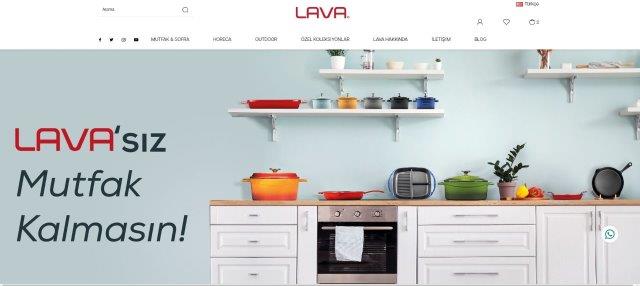 Türkçe
Arama
LAVA
0
MUTFAK & SOFRA
HORECA
OUTDOOR
ÖZEL KOLEKSİYONLAR
LAVA HAKKINDA
İLETİŞİM
BLOG
LAVA'sız
Mutfak
Kalmasın!